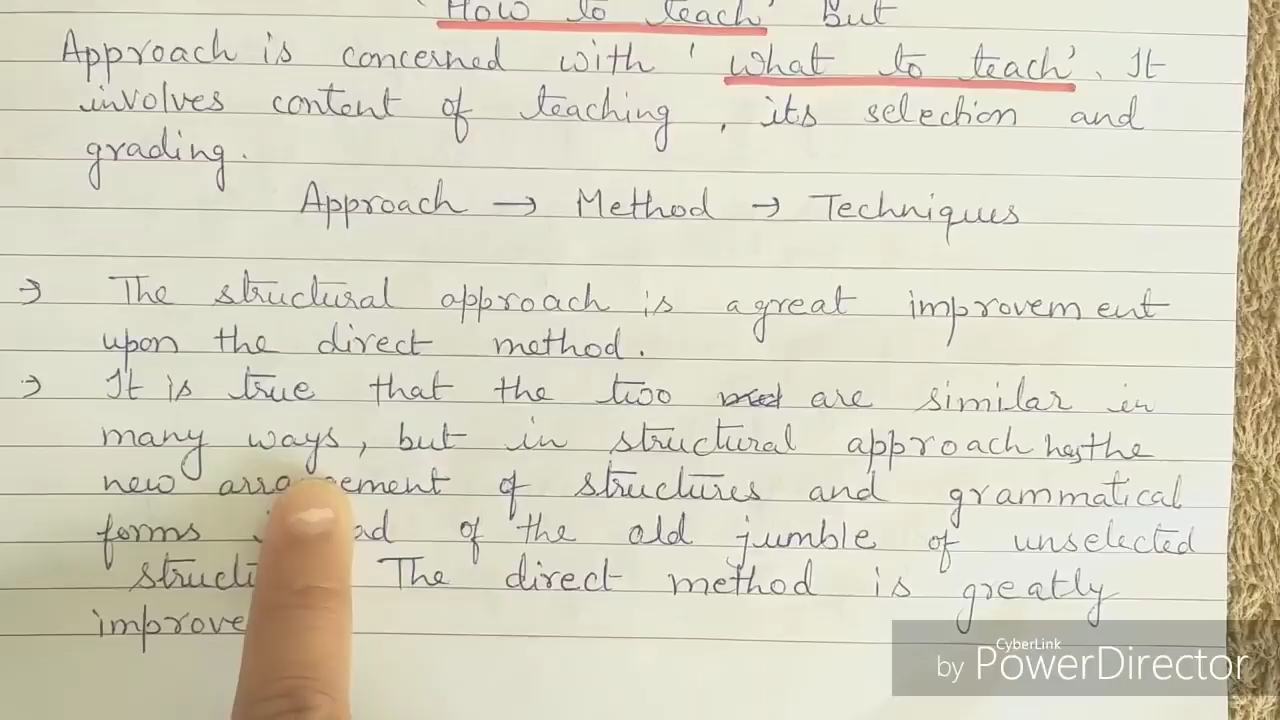 'How to teach' But
Approach is concerned with 'what to teach'. It
involves content of teaching, its selection and
grading.
Approach → Method → Techniques
→ The structural approach is a great improvement
upon the direct method.
→ It is true that the two are similar in
many ways, but in structural approach has the
new of structures and grammatical
forms of the old jumble of unselected
The direct method is greatly
CyberLink
by PowerDirector